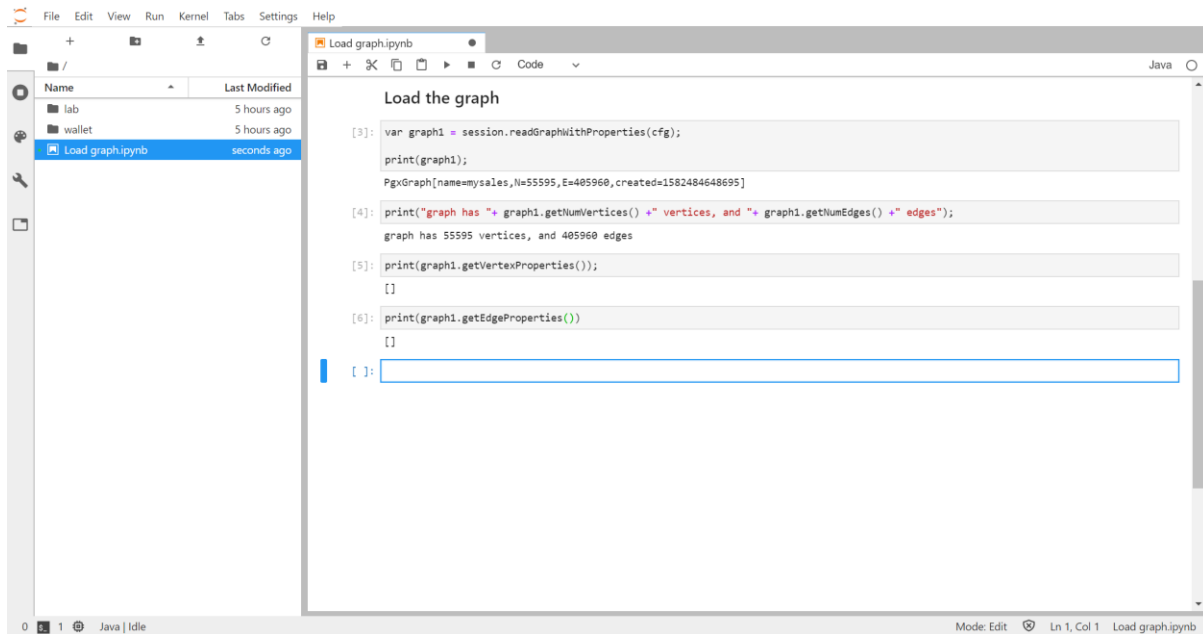 File Edit View Run Kernel Tabs Settings Help
Load graph.ipynb
Code
Java
/
Name Last Modified
lab 5 hours ago
wallet 5 hours ago
Load graph.ipynb seconds ago
Load the graph
[3]: var graph1 = session.readGraphWithProperties(cfg);
print(graph1);
PgxGraph[name=mysales,N=55595,E=405960,created=1582484648695]
[4]: print("graph has "+ graph1.getNumVertices() +" vertices, and "+ graph1.getNumEdges() +" edges");
graph has 55595 vertices, and 405960 edges
[5]: print(graph1.getVertexProperties());
[]
[6]: print(graph1.getEdgeProperties())
[]
[ ]:
0 $_ 1 Java | Idle Mode: Edit Ln 1, Col 1 Load graph.ipynb